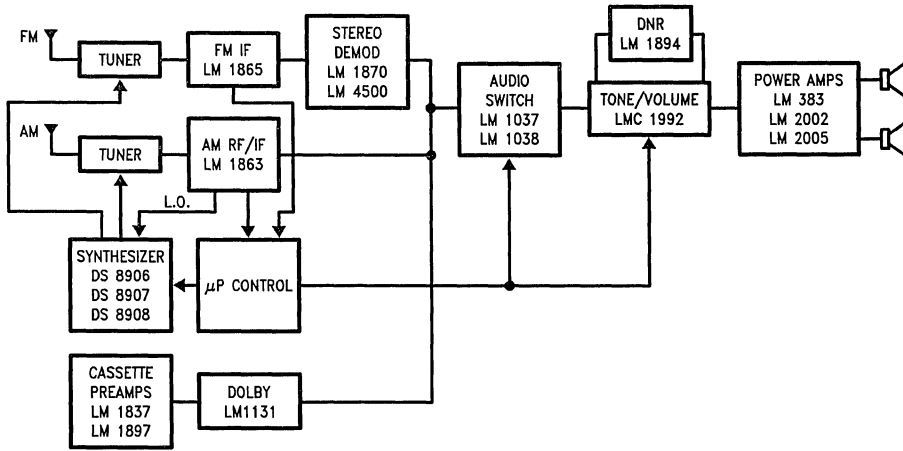 FM
TUNER
FM IF
LM 1865
STEREO
DEMOD
LM 1870
LM 4500
AM
TUNER
AM RF/IF
LM 1863
L.O.
SYNTHESIZER
DS 8906
DS 8907
DS 8908
μP CONTROL
CASSETTE
PREAMPS
LM 1837
LM 1897
DOLBY
LM1131
AUDIO
SWITCH
LM 1037
LM 1038
DNR
LM 1894
TONE/VOLUME
LMC 1992
POWER AMPS
LM 383
LM 2002
LM 2005